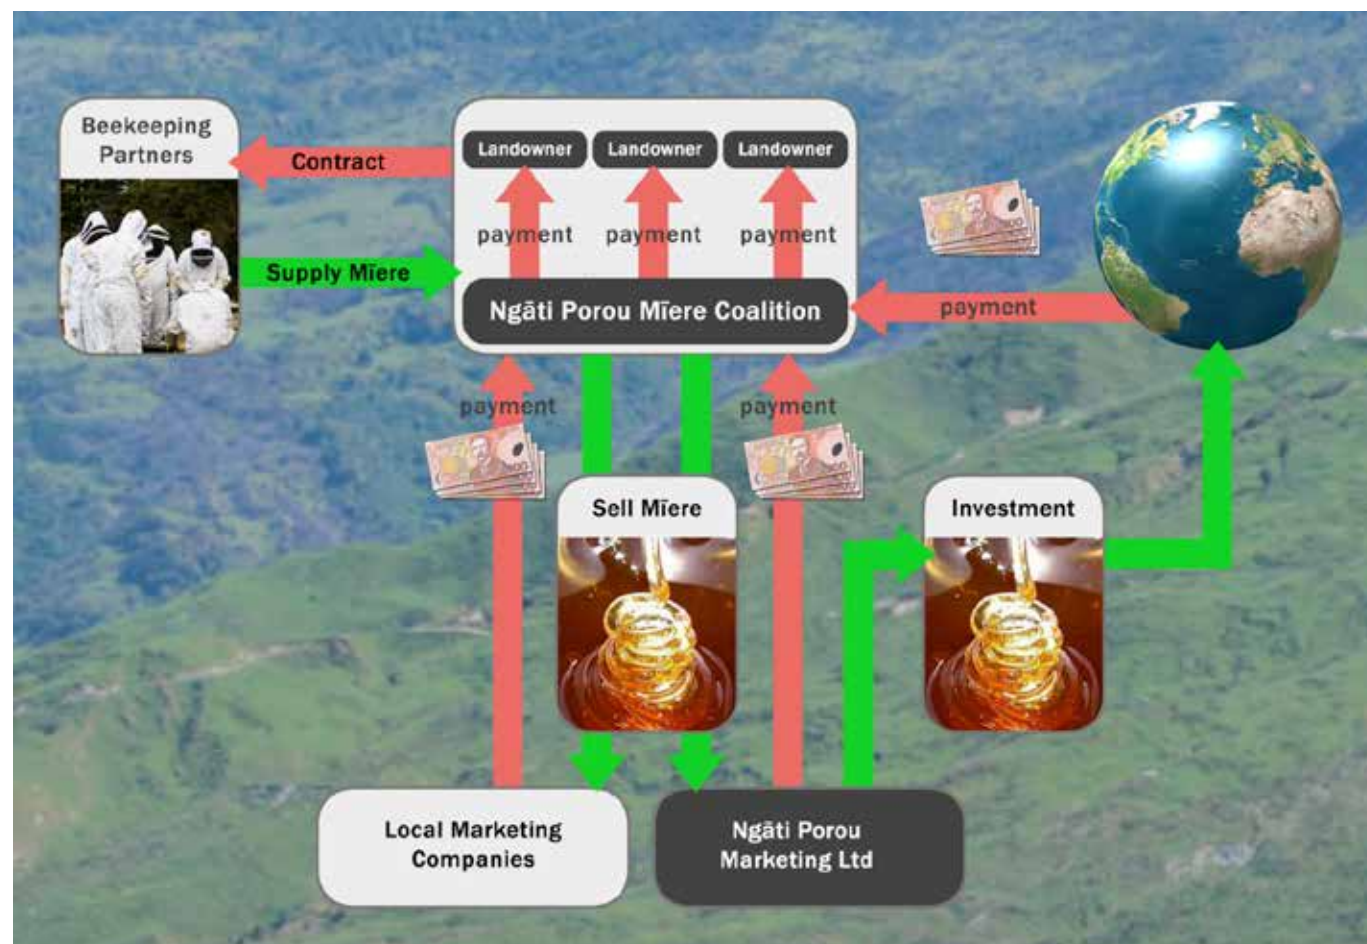 Beekeeping
Partners
Contract
Supply Mīere
Landowner
Landowner
Landowner
payment
payment
payment
Ngāti Porou Mīere Coalition
payment
payment
payment
Sell Mīere
Investment
Local Marketing
Companies
Ngāti Porou
Marketing Ltd